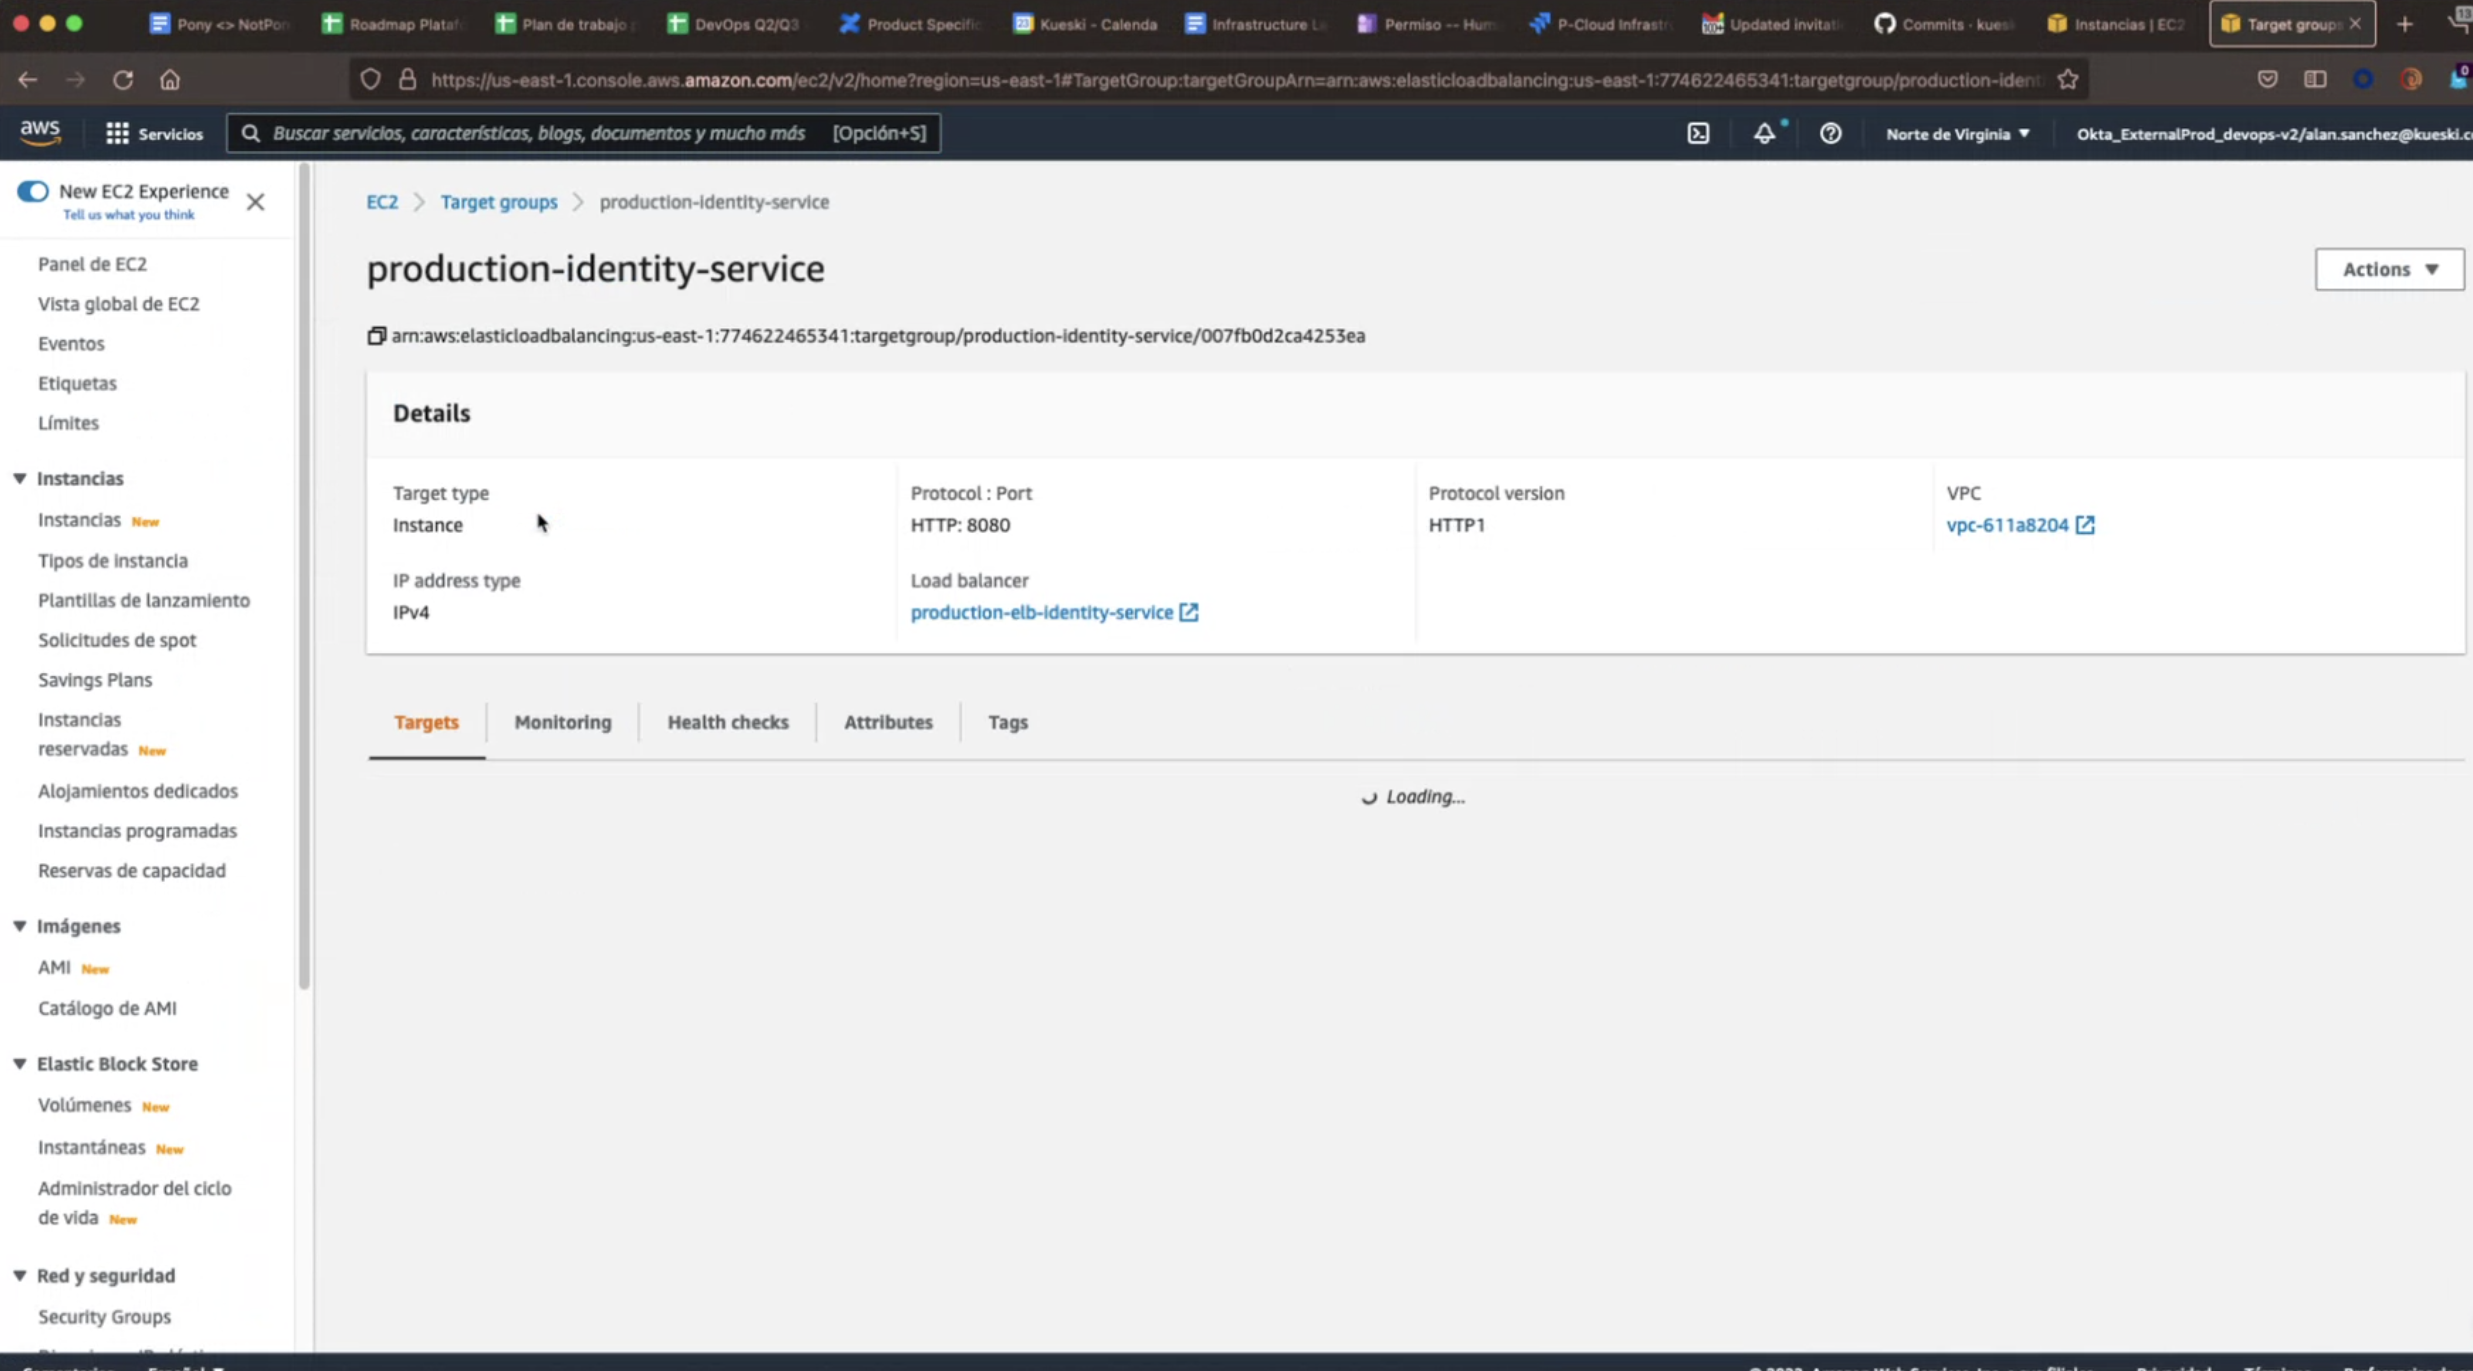 Pony <> NotPon
Roadmap Plataf
Plan de trabajo
DevOps Q2/Q3
Product Specific
Kueski - Calenda
Infrastructure L
Permiso -- Hum
P-Cloud Infrastr
Updated invitati
Commits · kues
Instancias | EC2
Target groups
13
https://us-east-1.console.aws.amazon.com/ec2/v2/home?region=us-east-1#TargetGroup:targetGroupArn=arn:aws:elasticloadbalancing:us-east-1:774622465341:targetgroup/production-ident
0
aws
Servicios
Buscar servicios, características, blogs, documentos y mucho más [Opción+S]
Norte de Virginia
Okta_ExternalProd_devops-v2/alan.sanchez@kueski.c
New EC2 Experience
Tell us what you think
Panel de EC2
Vista global de EC2
Eventos
Etiquetas
Límites
Instancias
Instancias New
Tipos de instancia
Plantillas de lanzamiento
Solicitudes de spot
Savings Plans
Instancias
reservadas New
Alojamientos dedicados
Instancias programadas
Reservas de capacidad
Imágenes
AMI New
Catálogo de AMI
Elastic Block Store
Volúmenes New
Instantáneas New
Administrador del ciclo
de vida New
Red y seguridad
Security Groups
EC2 > Target groups > production-identity-service
production-identity-service
Actions
arn:aws:elasticloadbalancing:us-east-1:774622465341:targetgroup/production-identity-service/007fb0d2ca4253ea
Details
Target type
Instance
Protocol : Port
HTTP: 8080
Protocol version
HTTP1
VPC
vpc-611a8204
IP address type
IPv4
Load balancer
production-elb-identity-service
Targets
Monitoring
Health checks
Attributes
Tags
Loading...